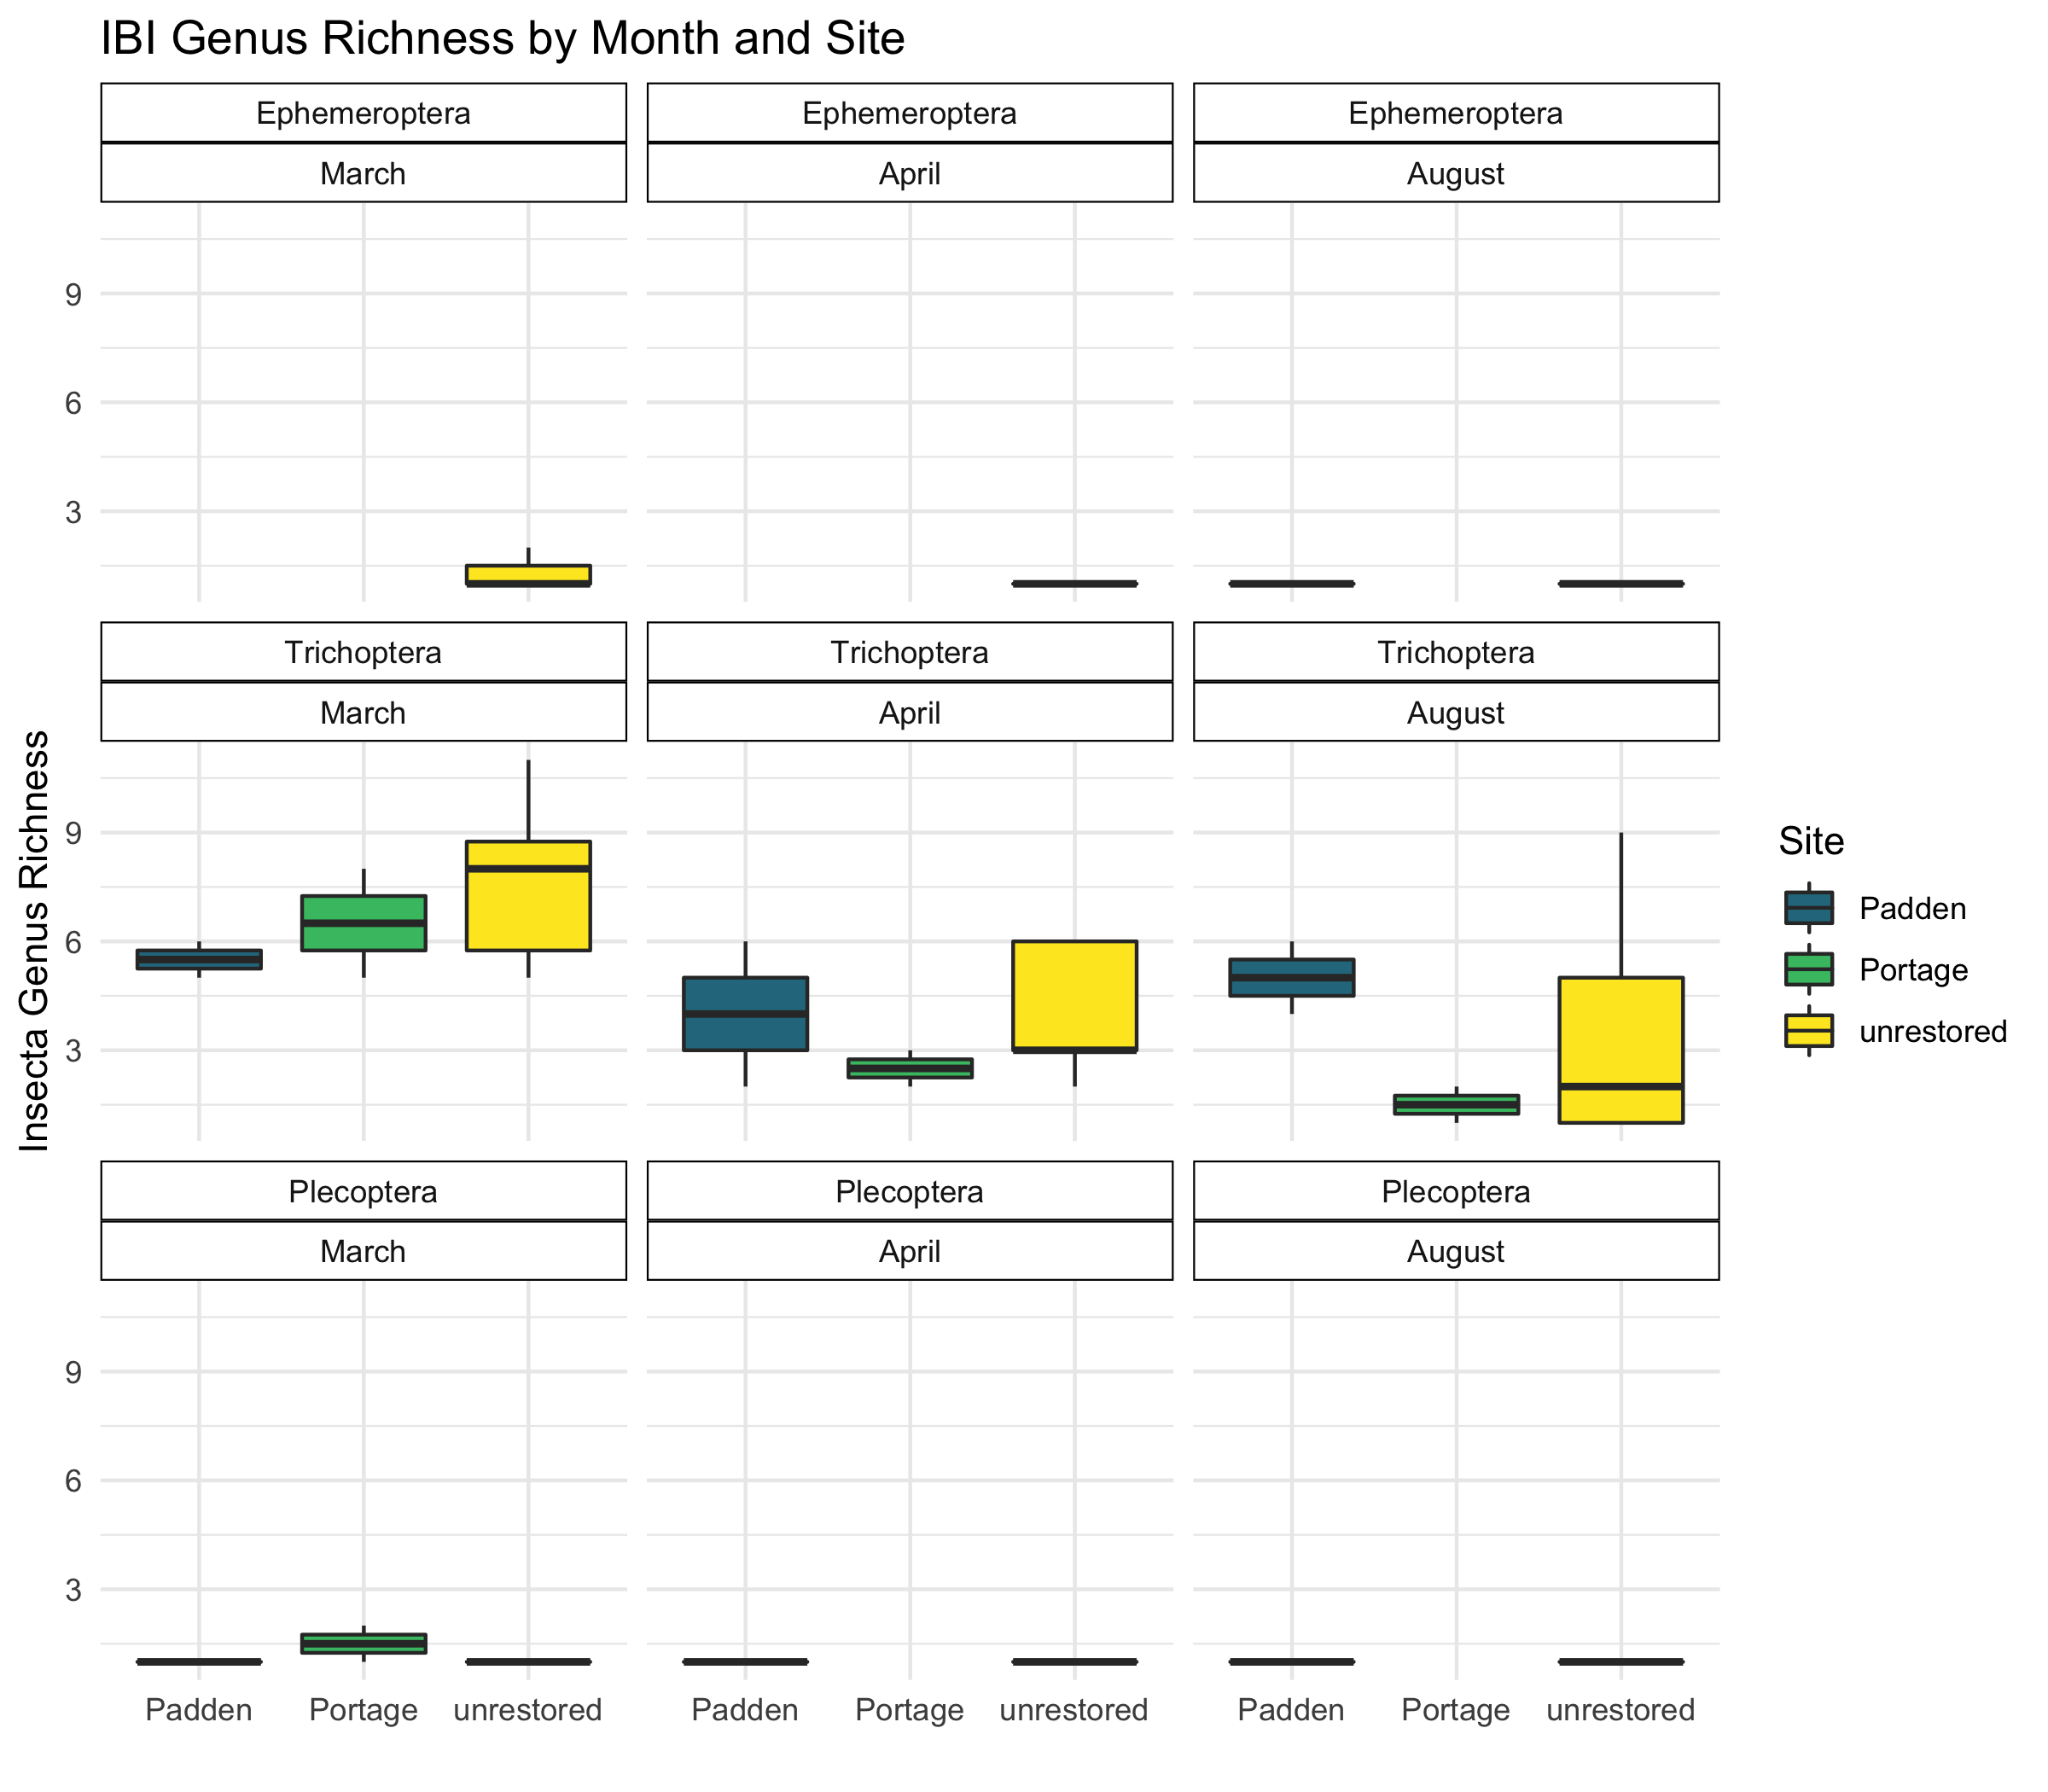 IBI Genus Richness by Month and Site
Ephemeroptera Ephemeroptera Ephemeroptera
March April August
9
6
3
Trichoptera Trichoptera Trichoptera
March April August
9
6
3
Plecoptera Plecoptera Plecoptera
March April August
9
6
3
Padden Portage unrestored Padden Portage unrestored Padden Portage unrestored
Insecta Genus Richness
Site
Padden
Portage
unrestored